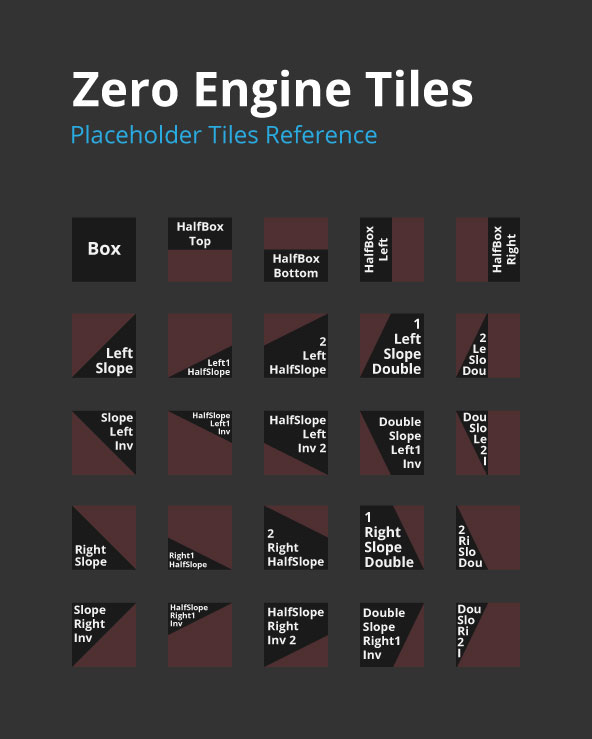 Zero Engine Tiles
Placeholder Tiles Reference
Box
HalfBox
Top
HalfBox
Bottom
HalfBox
Left
HalfBox
Right
Left
Slope
Left1
HalfSlope
2
Left
HalfSlope
1
Left
Slope
Double
2
Le
Slo
Dou
Slope
Left
Inv
HalfSlope
Left1
Inv
HalfSlope
Left
Inv 2
Double
Slope
Left1
Inv
Dou
Slo
Le
2
I
Right
Slope
Right1
HalfSlope
2
Right
HalfSlope
1
Right
Slope
Double
2
Ri
Slo
Dou
Slope
Right
Inv
HalfSlope
Right1
Inv
HalfSlope
Right
Inv 2
Double
Slope
Right1
Inv
Dou
Slo
Ri
2
I